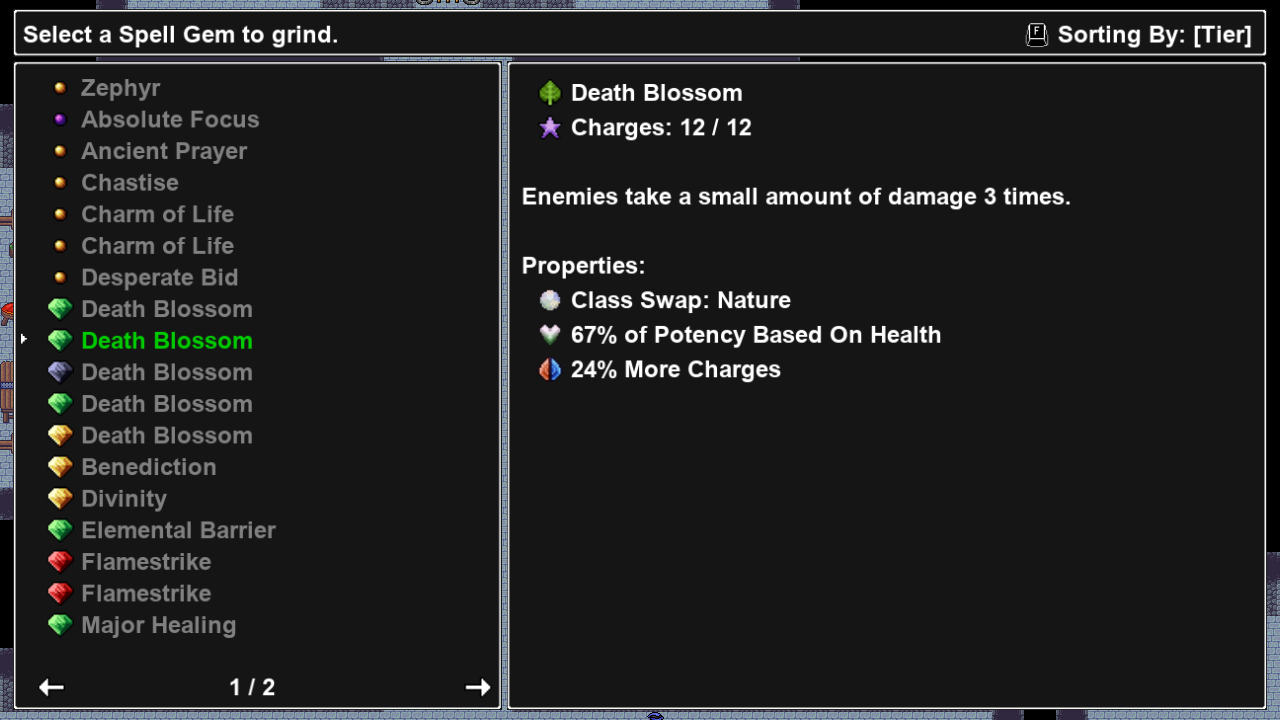 Select a Spell Gem to grind.
F
Sorting By: [Tier]
Zephyr
Absolute Focus
Ancient Prayer
Chastise
Charm of Life
Charm of Life
Desperate Bid
Death Blossom
Death Blossom
Death Blossom
Death Blossom
Death Blossom
Benediction
Divinity
Elemental Barrier
Flamestrike
Flamestrike
Major Healing
1 / 2
Death Blossom
Charges: 12 / 12
Enemies take a small amount of damage 3 times.
Properties:
Class Swap: Nature
67% of Potency Based On Health
24% More Charges